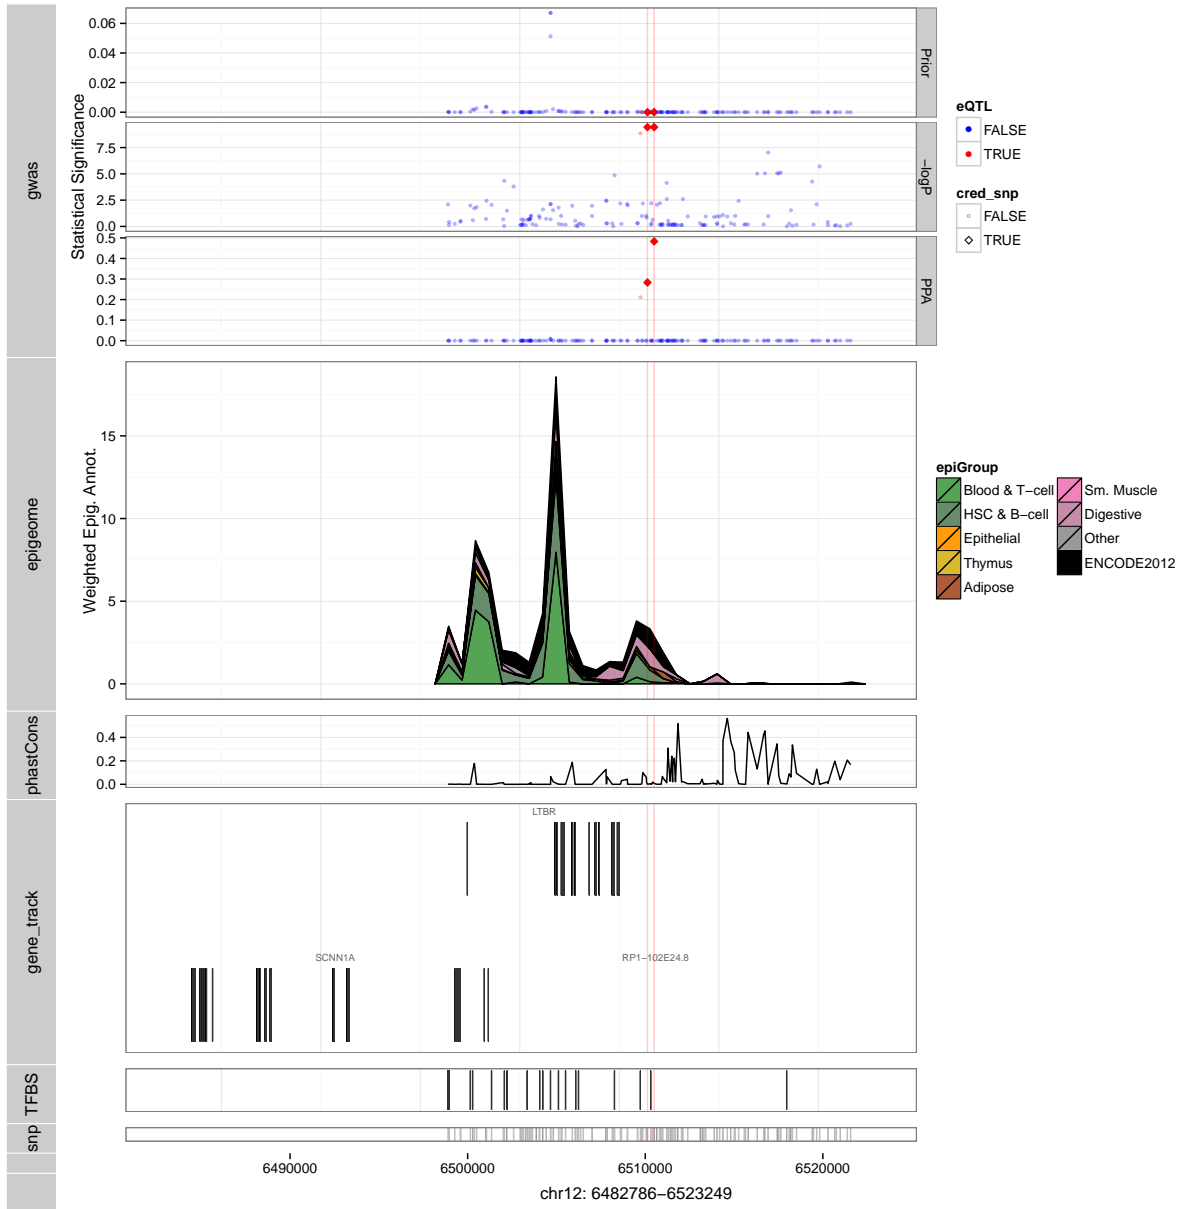 gwas
Statistical Significance
0.06
0.04
0.02
0.00
Prior
7.5
5.0
2.5
0.0
−logP
0.5
0.4
0.3
0.2
0.1
0.0
PPA
eQTL
FALSE
TRUE
cred_snp
FALSE
TRUE
epigeome
Weighted Epig. Annot.
15
10
5
0
epiGroup
Blood & T−cell
HSC & B−cell
Epithelial
Thymus
Adipose
Sm. Muscle
Digestive
Other
ENCODE2012
phastCons
0.4
0.2
0.0
gene_track
LTBR
SCNN1A
RP1−102E24.8
TFBS
snp
6490000
6500000
6510000
6520000
chr12: 6482786−6523249